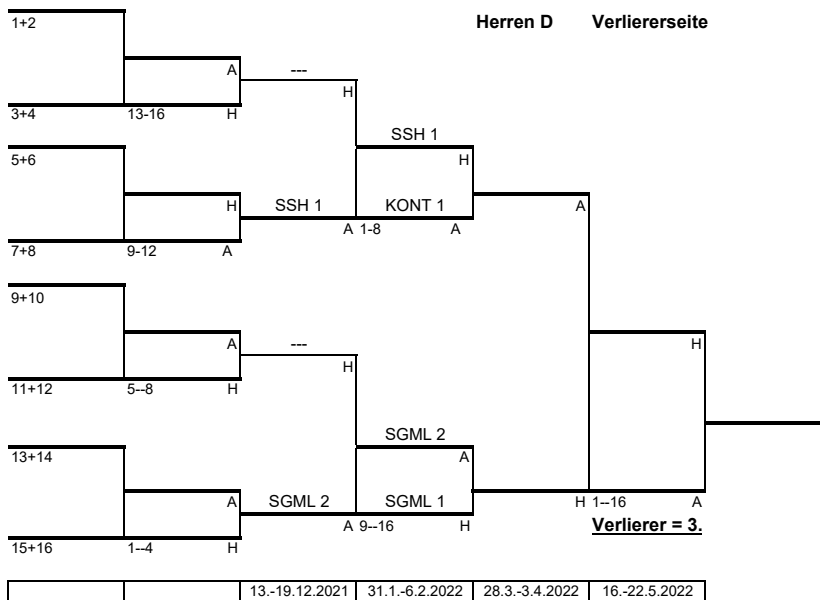 Herren D Verliererseite
1+2
A ---
H
3+4 13-16 H
SSH 1
5+6
H
H SSH 1 KONT 1 A
A 1-8 A
7+8 9-12 A
9+10
A --- H
H
11+12 5--8 H
SGML 2
13+14
A
A SGML 2 SGML 1 H 1--16 A
A 9--16 H
Verlierer = 3.
15+16 1--4 H
13.-19.12.2021 31.1.-6.2.2022 28.3.-3.4.2022 16.-22.5.2022